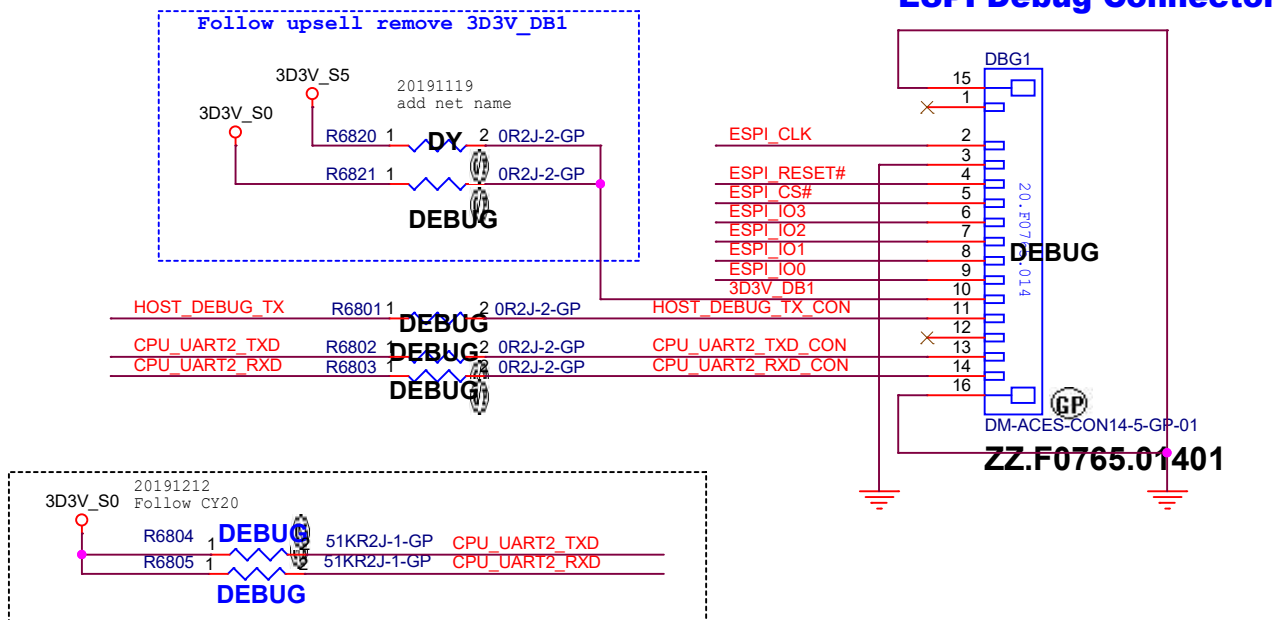 ESPI Debug Connector
Follow upsell remove 3D3V_DB1
3D3V_S5
20191119
add net name
3D3V_S0
R6820 1 DY 2 0R2J-2-GP
R6821 1 0R2J-2-GP
DEBUG
DBG1
15
1
ESPI_CLK 2
3
ESPI_RESET# 4
ESPI_CS# 5
ESPI_IO3 6
ESPI_IO2 7
ESPI_IO1 8
ESPI_IO0 9
3D3V_DB1 10
DEBUG
HOST_DEBUG_TX R6801 1 DEBUG 2 0R2J-2-GP HOST_DEBUG_TX_CON 11
12
CPU_UART2_TXD R6802 1 DEBUG 2 0R2J-2-GP CPU_UART2_TXD_CON 13
CPU_UART2_RXD R6803 1 2 0R2J-2-GP CPU_UART2_RXD_CON 14
DEBUG
16
GP
DM-ACES-CON14-5-GP-01
ZZ.F0765.01401
20191212
3D3V_S0 Follow CY20
R6804 1 DEBUG 51KR2J-1-GP CPU_UART2_TXD
R6805 1 2 51KR2J-1-GP CPU_UART2_RXD
DEBUG